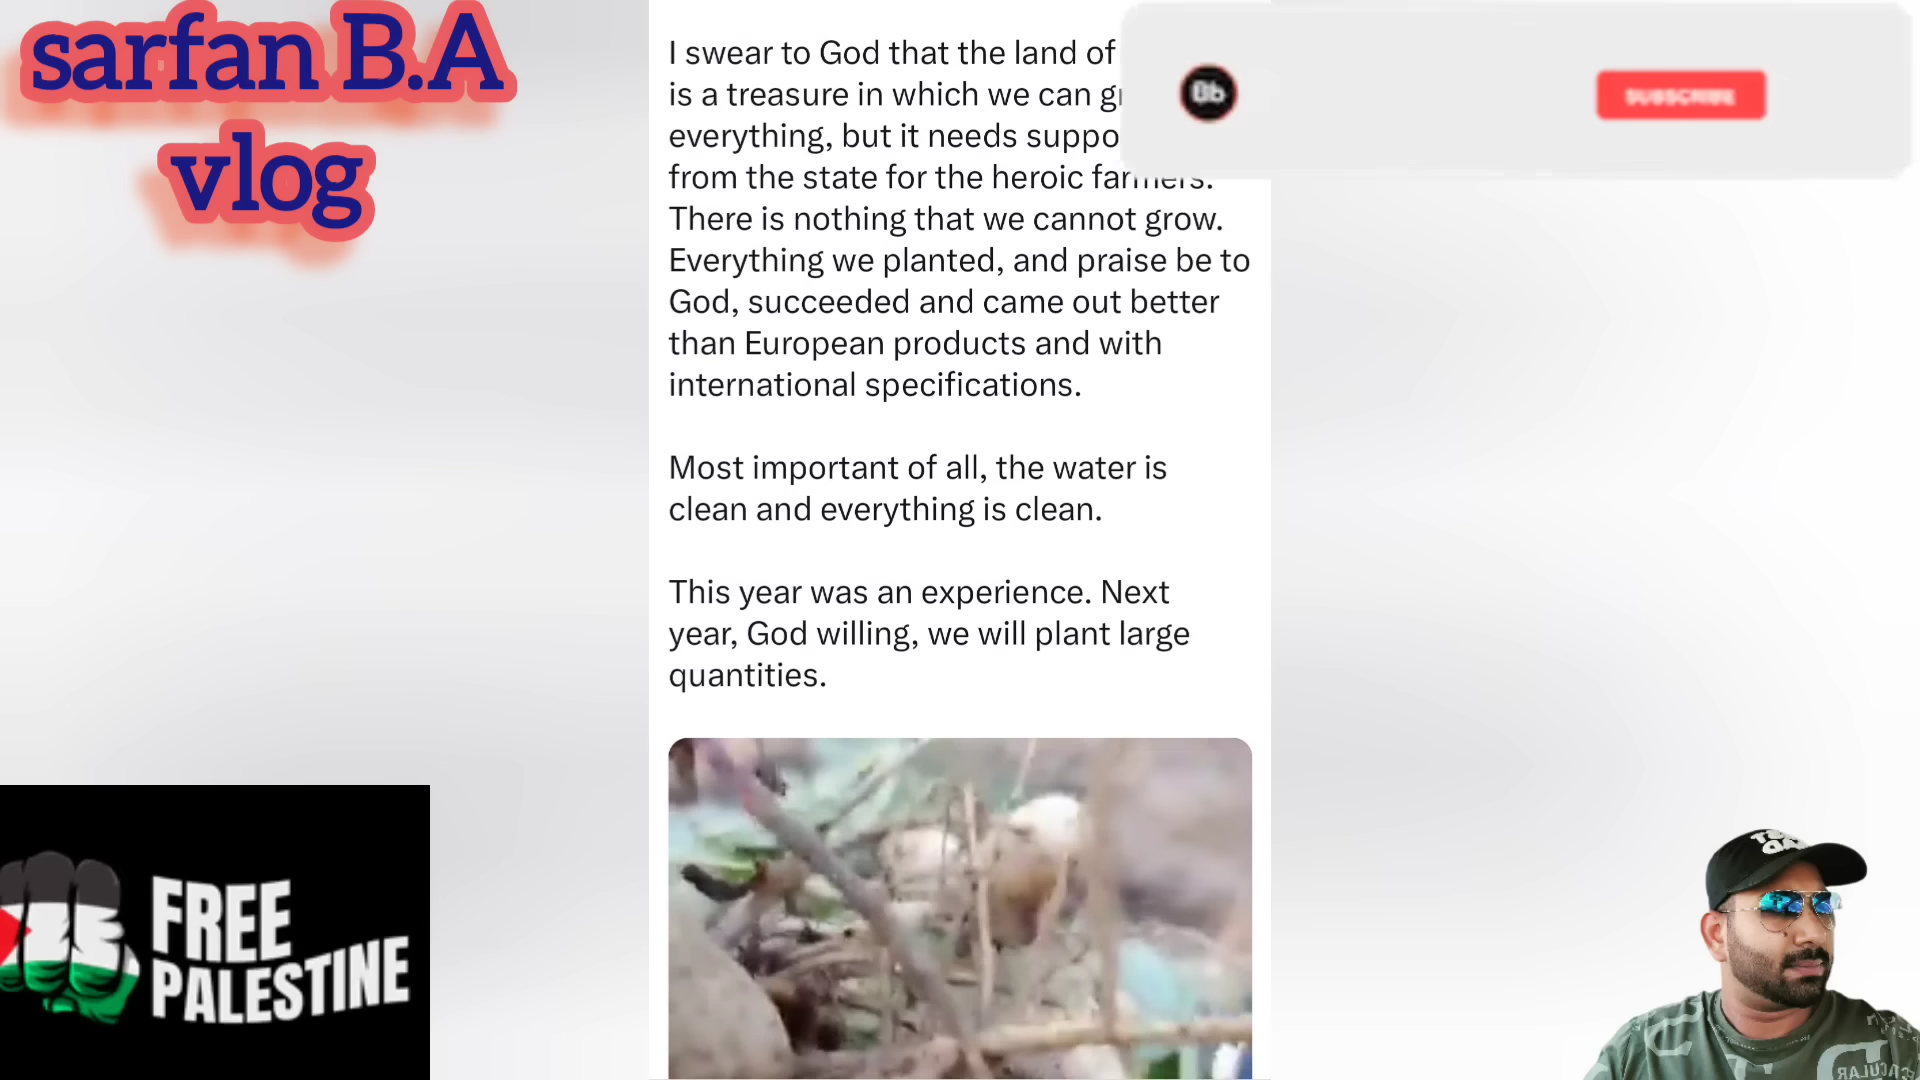 sarfan B.A
vlog
I swear to God that the land of
is a treasure in which we can
everything, but it needs
from the state for the heroic farmers.
There is nothing that we cannot grow.
Everything we planted, and praise be to
God, succeeded and came out better
than European products and with
international specifications.
Most important of all, the water is
clean and everything is clean.
This year was an experience. Next
year, God willing, we will plant large
quantities.
Bb
SUBSCRIBE
FREE
PALESTINE